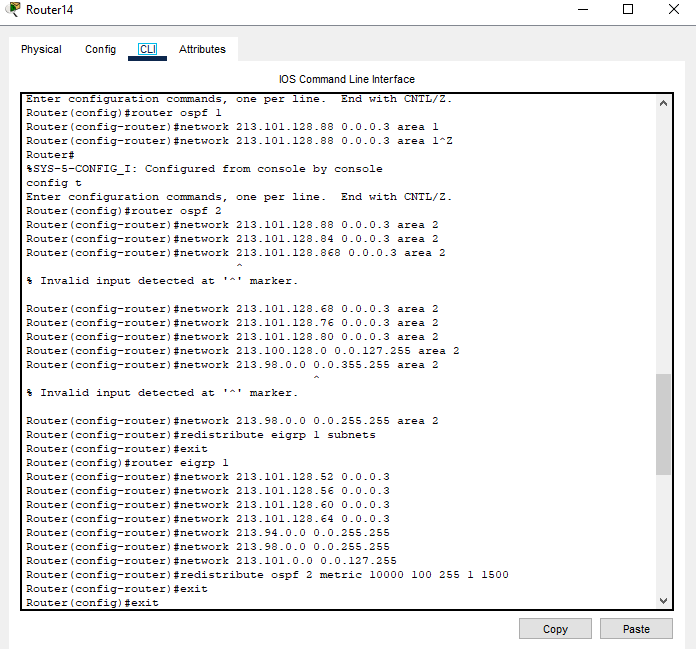 Router14
Physical Config CLI Attributes
IOS Command Line Interface
Enter configuration commands, one per line.  End with CNTL/Z.
Router(config)#router ospf 1
Router(config-router)#network 213.101.128.88 0.0.0.3 area 1
Router(config-router)#network 213.101.128.88 0.0.0.3 area 1^Z
Router#
%SYS-5-CONFIG_I: Configured from console by console
config t
Enter configuration commands, one per line.  End with CNTL/Z.
Router(config)#router ospf 2
Router(config-router)#network 213.101.128.88 0.0.0.3 area 2
Router(config-router)#network 213.101.128.84 0.0.0.3 area 2
Router(config-router)#network 213.101.128.868 0.0.0.3 area 2
^
% Invalid input detected at '^' marker.
Router(config-router)#network 213.101.128.68 0.0.0.3 area 2
Router(config-router)#network 213.101.128.76 0.0.0.3 area 2
Router(config-router)#network 213.101.128.80 0.0.0.3 area 2
Router(config-router)#network 213.100.128.0 0.0.127.255 area 2
Router(config-router)#network 213.98.0.0 0.0.355.255 area 2
^
% Invalid input detected at '^' marker.
Router(config-router)#network 213.98.0.0 0.0.255.255 area 2
Router(config-router)#redistribute eigrp 1 subnets
Router(config-router)#exit
Router(config)#router eigrp 1
Router(config-router)#network 213.101.128.52 0.0.0.3
Router(config-router)#network 213.101.128.56 0.0.0.3
Router(config-router)#network 213.101.128.60 0.0.0.3
Router(config-router)#network 213.101.128.64 0.0.0.3
Router(config-router)#network 213.94.0.0 0.0.255.255
Router(config-router)#network 213.98.0.0 0.0.255.255
Router(config-router)#network 213.101.0.0 0.0.127.255
Router(config-router)#redistribute ospf 2 metric 10000 100 255 1 1500
Router(config-router)#exit
Router(config)#exit
Copy Paste